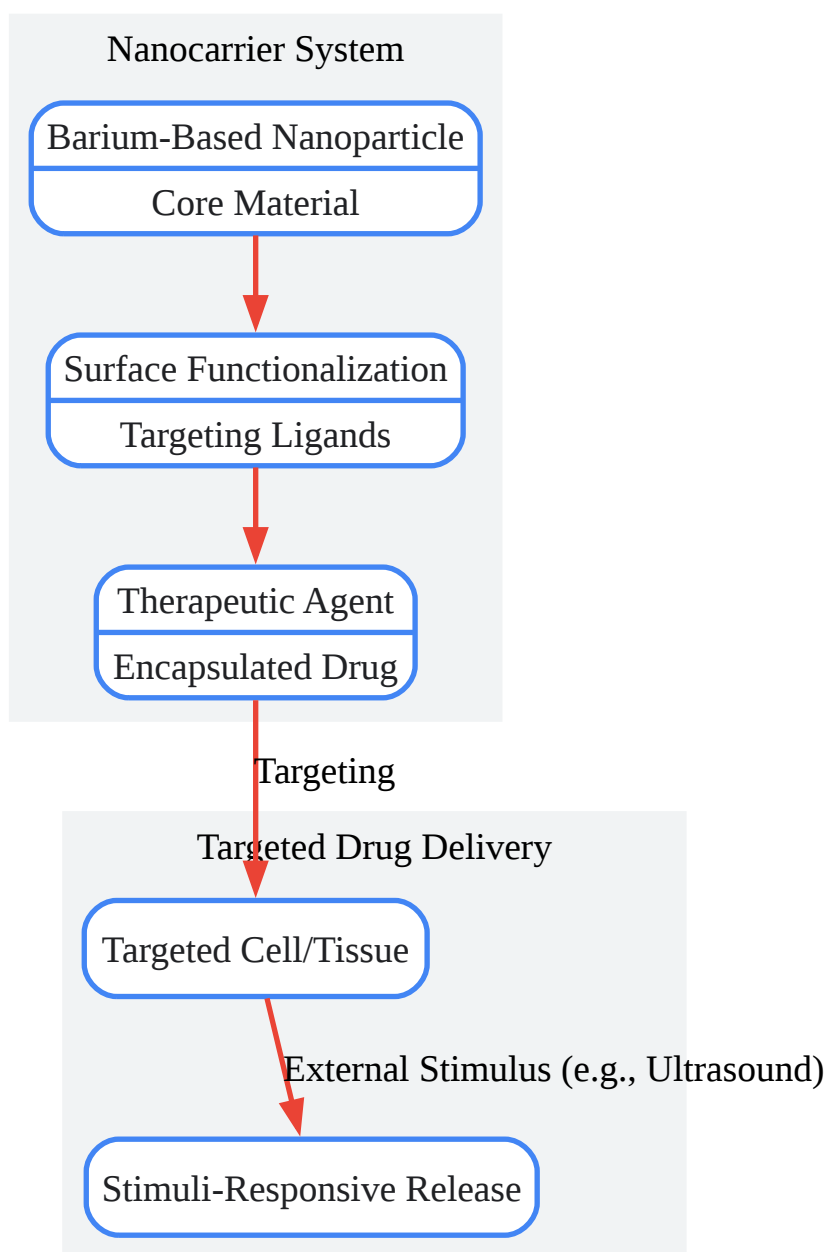 Nanocarrier System
Barium-Based Nanoparticle
Core Material
Surface Functionalization
Targeting Ligands
Therapeutic Agent
Encapsulated Drug
Targeting
Targeted Drug Delivery
Targeted Cell/Tissue
External Stimulus (e.g., Ultrasound)
Stimuli-Responsive Release